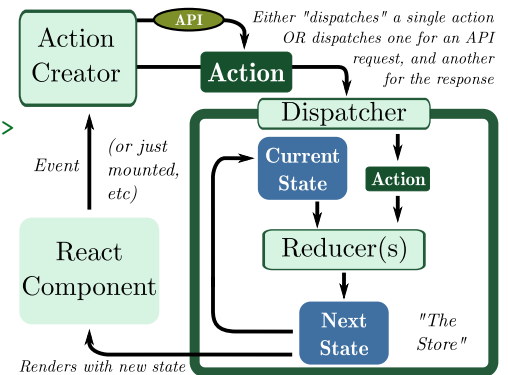 API
Either "dispatches" a single action
OR dispatches one for an API
request, and another
for the response
Action
Creator
Action
Dispatcher
>
Event
(or just
mounted,
etc)
Current
State
Action
React
Component
Reducer(s)
Next
State
"The
Store"
Renders with new state